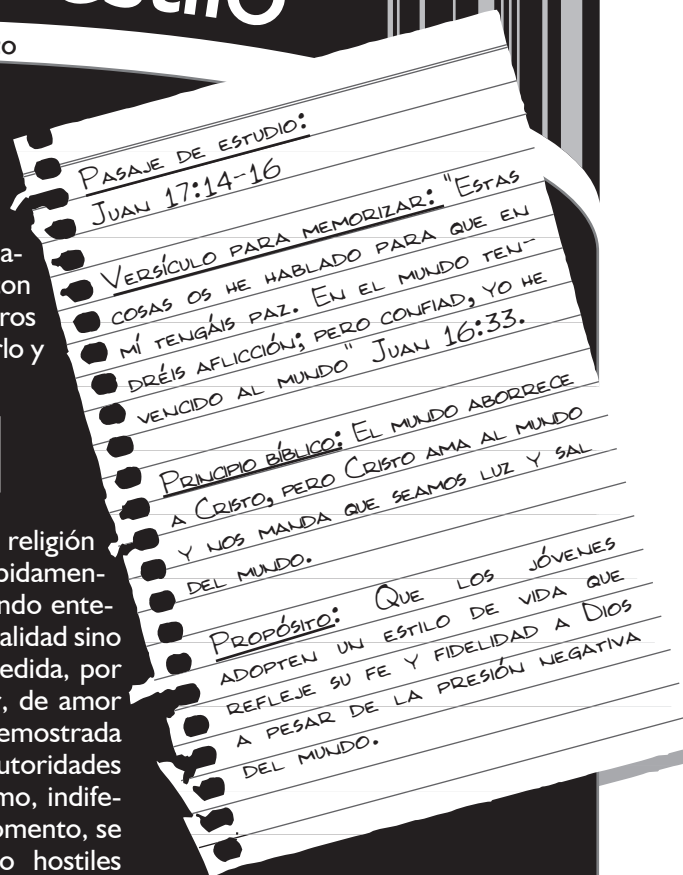 estilo
o
PASAJE DE ESTUDIO:
JUAN 17:14-16
VERSÍCULO PARA MEMORIZAR: "ESTAS
COSAS OS HE HABLADO PARA QUE EN
MÍ TENGÁIS PAZ. EN EL MUNDO TEN-
DRÉIS AFLICCIÓN; PERO CONFIAD, YO HE
VENCIDO AL MUNDO" JUAN 16:33.
PRINCIPIO BÍBLICO: EL MUNDO ABORRECE
A CRISTO, PERO CRISTO AMA AL MUNDO
Y NOS MANDA QUE SEAMOS LUZ Y SAL
DEL MUNDO.
PROPÓSITO: QUE LOS JÓVENES
ADOPTEN UN ESTILO DE VIDA QUE
REFLEJE SU FE Y FIDELIDAD A DIOS
A PESAR DE LA PRESIÓN NEGATIVA
DEL MUNDO.
a-
on
ros
rlo y
religión
pidamen-
ndo ente-
alidad sino
edida, por
, de amor
emostrada
utoridades
mo, indife-
omento, se
o hostiles